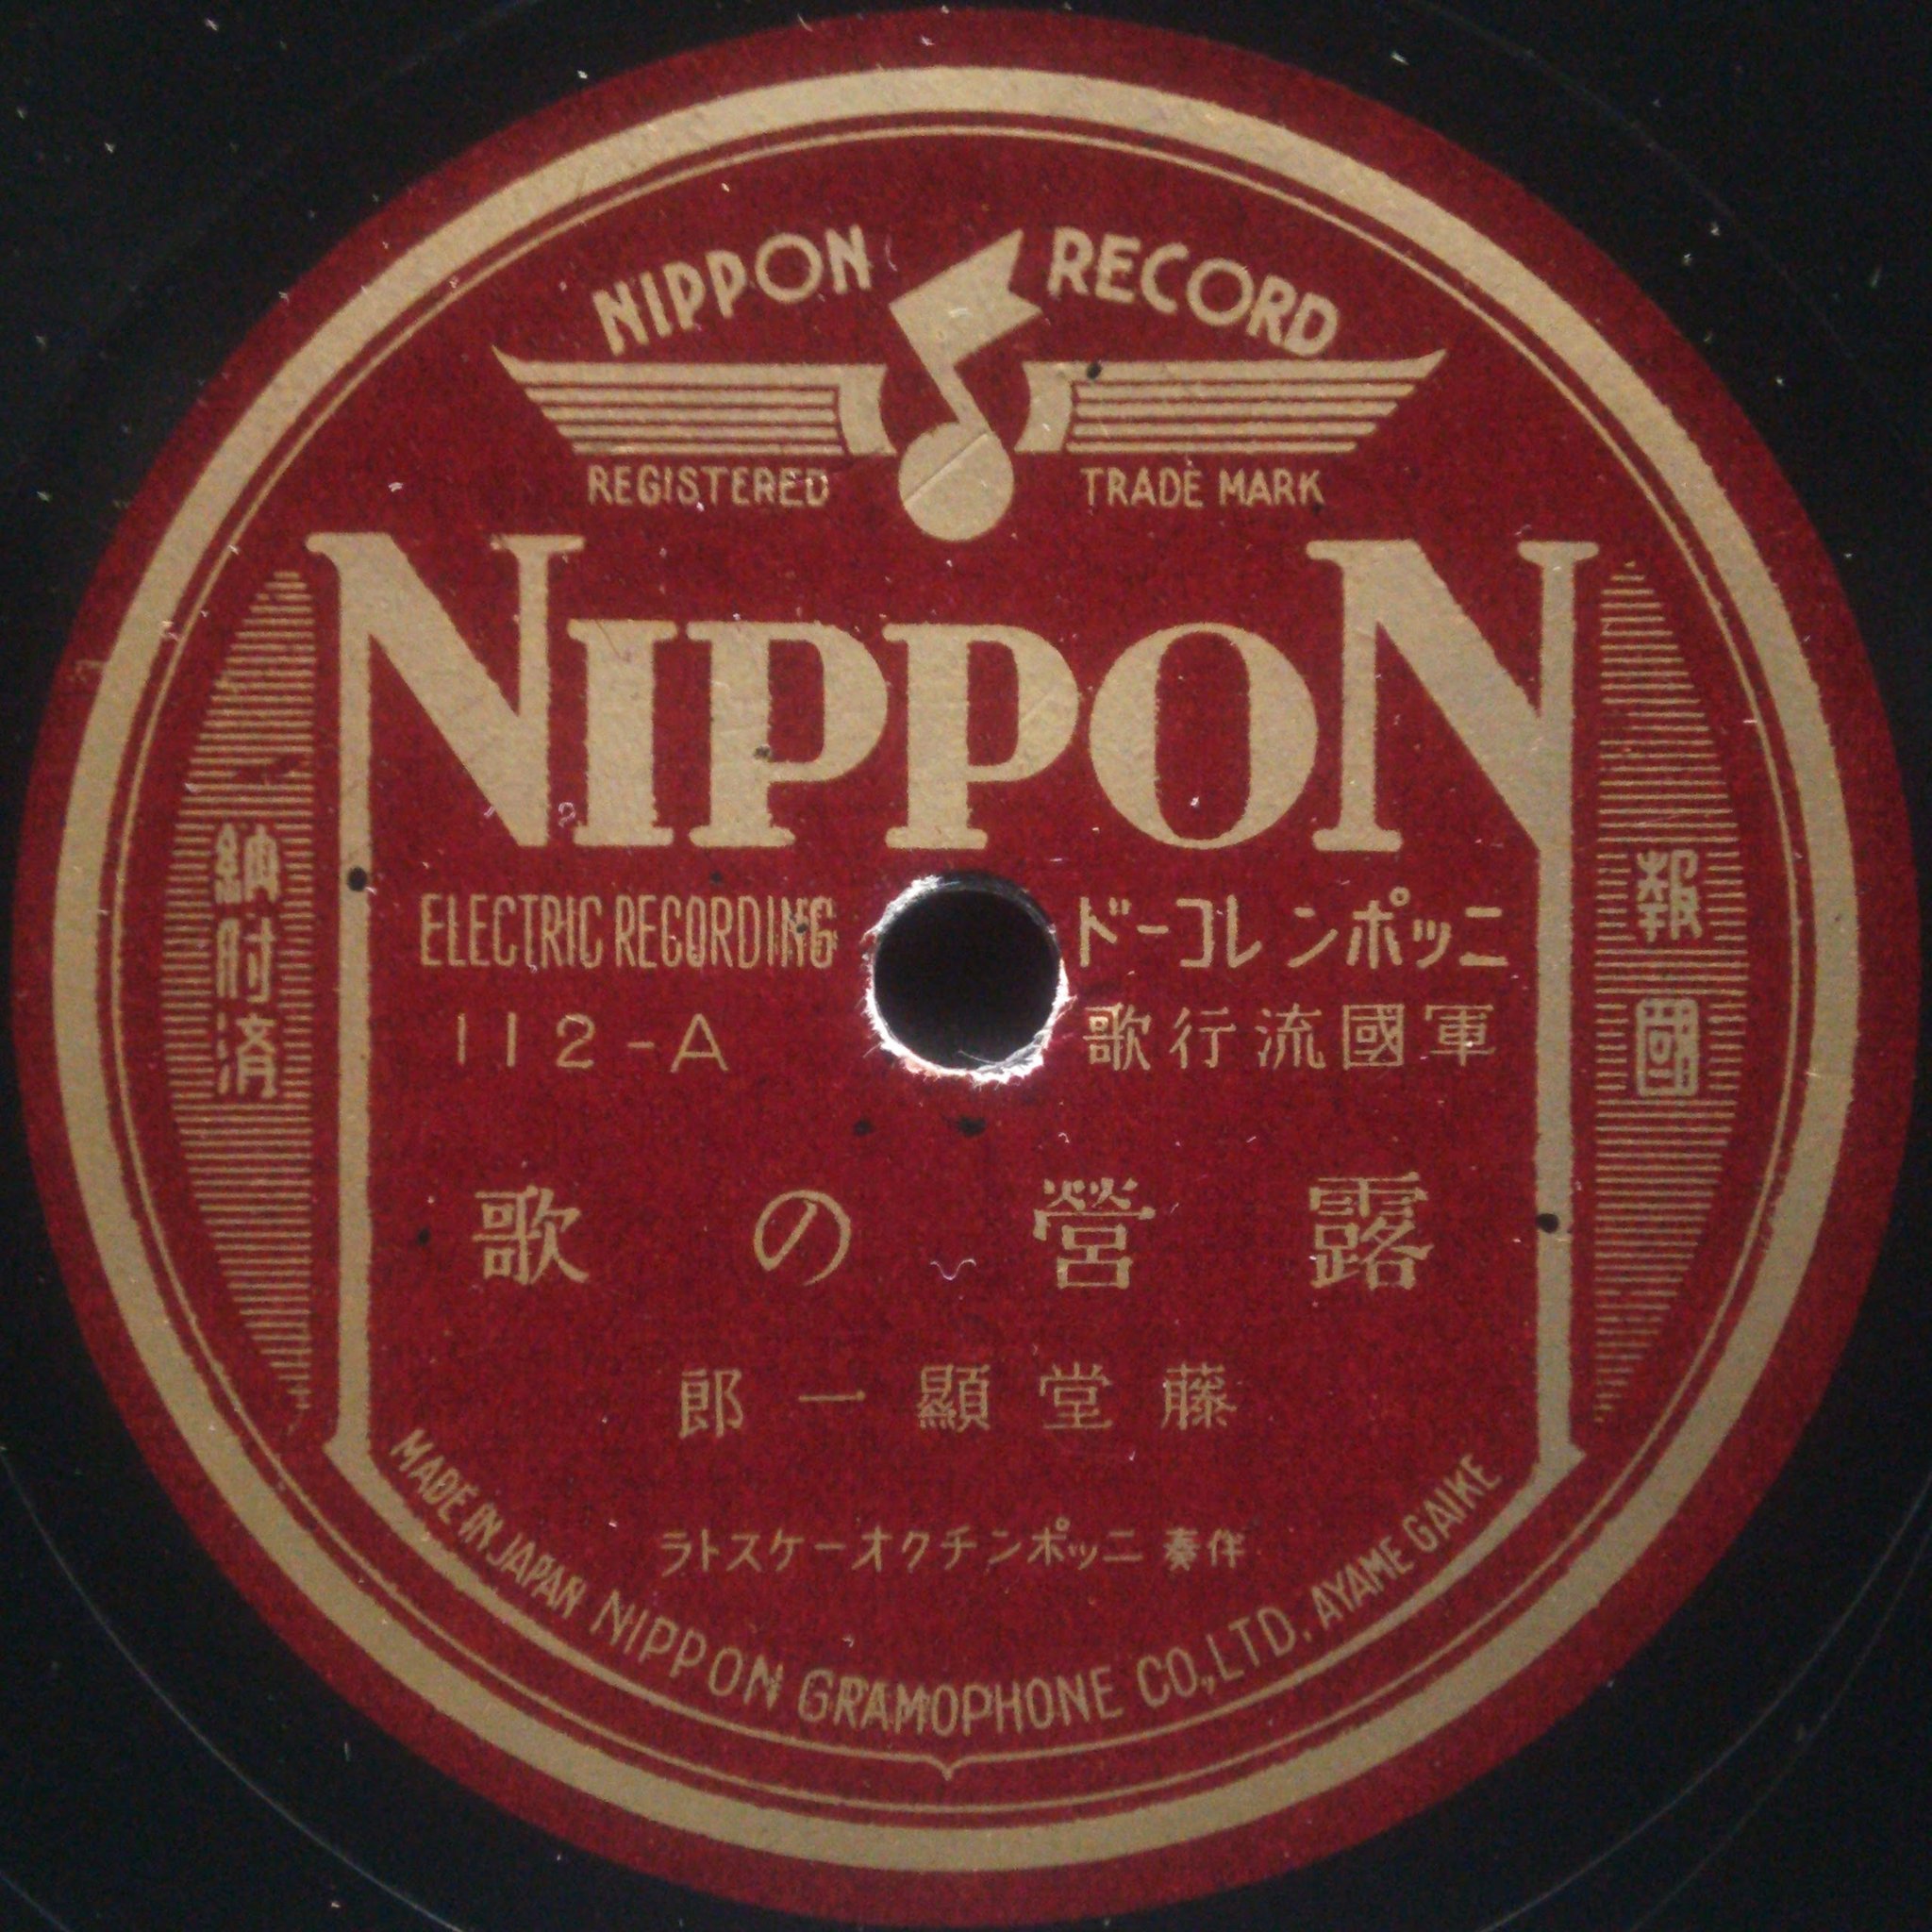 NIPPON RECORD
REGISTERED TRADE MARK
NIPPON
ELECTRIC RECORDING
ニッポンレコード
112-A
軍國流行歌
露營の歌
藤堂顯一郎
伴奏 ニッポンチクオーケストラ
報國
納付済
MADE IN JAPAN NIPPON GRAMOPHONE CO., LTD. AYAME GAIKE